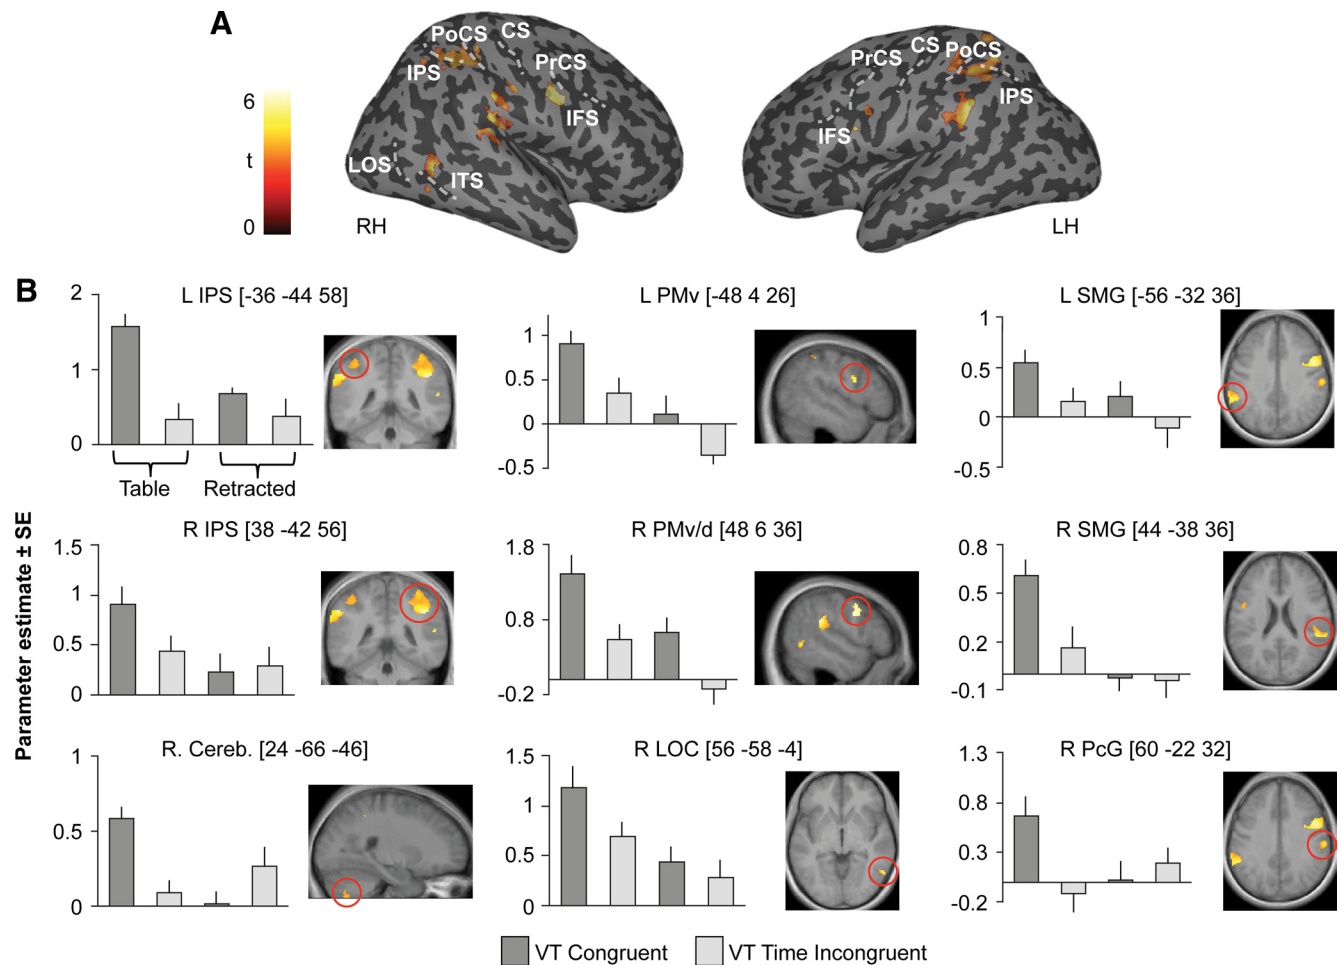 A
PoCS CS
PrCS
IPS
IFS
LOS
ITS
RH
6
t
0
CS
PrCS PoCS
IPS
IFS
LH
B
Parameter estimate ± SE
L IPS [-36 -44 58]
2
1
0
Table Retracted
L PMv [-48 4 26]
1
0.5
0
-0.5
L SMG [-56 -32 36]
1
0
-0.5
R IPS [38 -42 56]
1.5
1
0.5
0
R PMv/d [48 6 36]
1.8
0.8
-0.2
R SMG [44 -38 36]
0.8
0.2
-0.1
R. Cereb. [24 -66 -46]
1
0.5
0
R LOC [56 -58 -4]
1.5
1
0.5
0
R PcG [60 -22 32]
1.3
0.8
0.3
-0.2
VT Congruent VT Time Incongruent